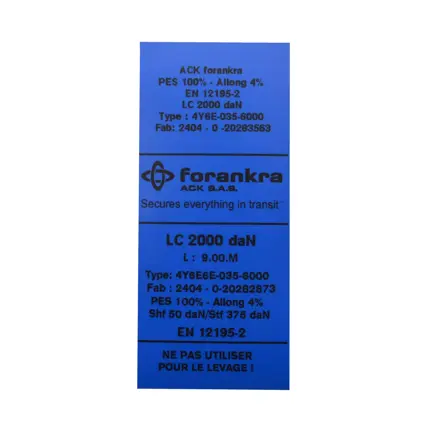 ACK forankra
PES 100% - Allong 4%
EN 12195-2
LC 2000 daN
Type : 4Y6E-035-6000
Fab: 2404 - 0 -20283563
forankra
ACK S.A.S.
Secures everything in transit
LC 2000 daN
L : 9.00.M
Type: 4Y6E6E-035-6000
Fab : 2404 - 0-20282873
PES 100% - Allong 4%
Shf 50 daN/Stf 375 daN
EN 12195-2
NE PAS UTILISER
POUR LE LEVAGE !